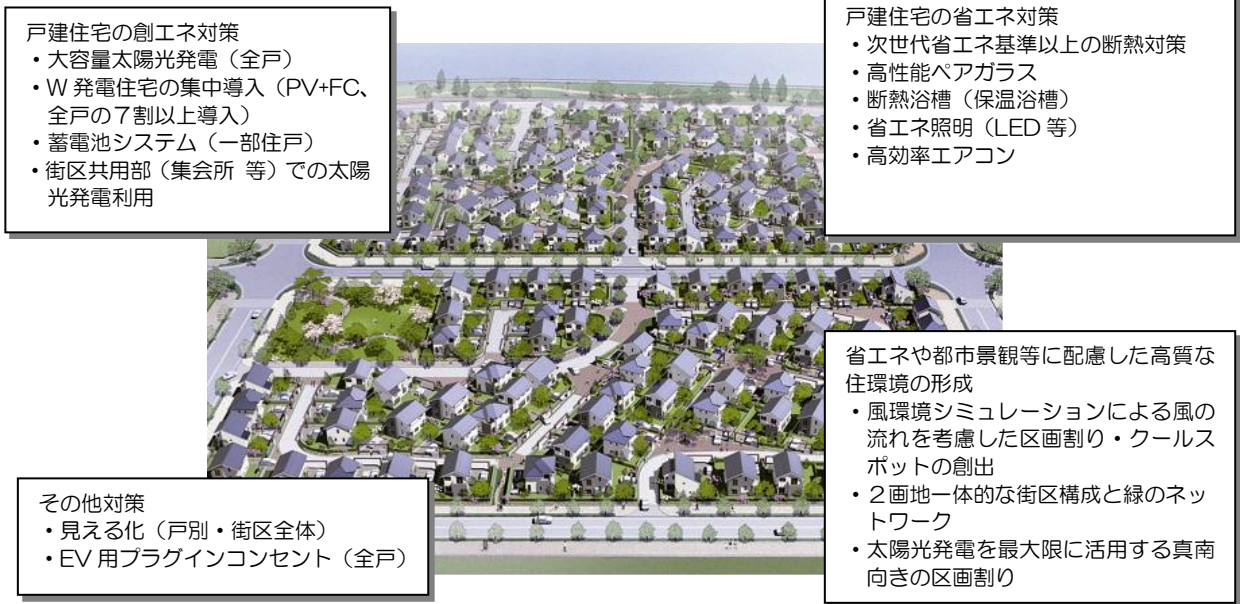 戸建住宅の創エネ対策
・大容量太陽光発電（全戸）
・W 発電住宅の集中導入（PV+FC、
全戸の７割以上導入）
・蓄電池システム（一部住戸）
・街区共用部（集会所 等）での太陽
光発電利用
戸建住宅の省エネ対策
・次世代省エネ基準以上の断熱対策
・高性能ペアガラス
・断熱浴槽（保温浴槽）
・省エネ照明（LED 等）
・高効率エアコン
省エネや都市景観等に配慮した高質な
住環境の形成
・風環境シミュレーションによる風の
流れを考慮した区画割り・クールス
ポットの創出
・２画地一体的な街区構成と緑のネッ
トワーク
・太陽光発電を最大限に活用する真南
向きの区画割り
その他対策
・見える化（戸別・街区全体）
・EV 用プラグインコンセント（全戸）